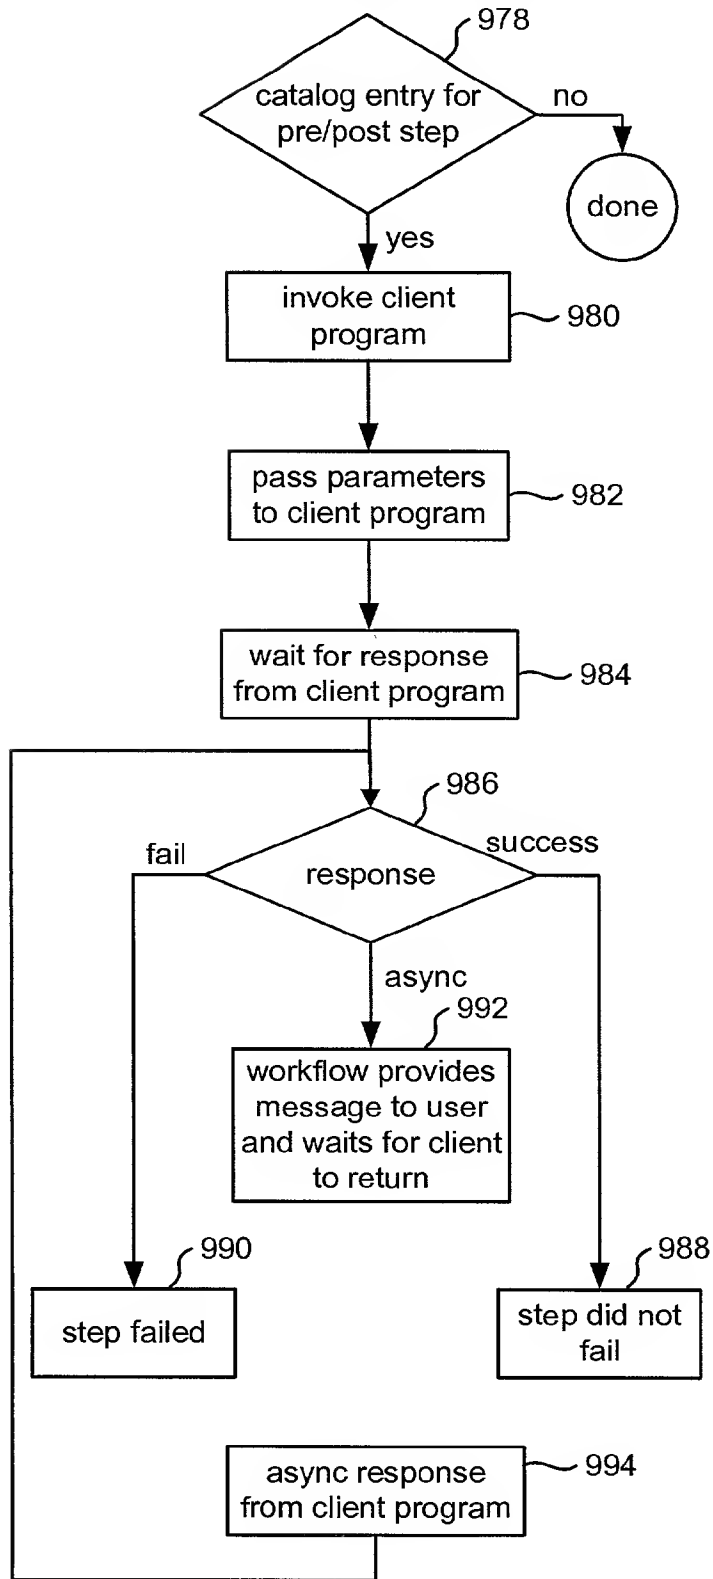 978
catalog entry for
pre/post step
no
done
yes
invoke client
program
980
pass parameters
to client program
982
wait for response
from client program
984
986
fail
success
response
async
992
workflow provides
message to user
and waits for client
to return
990
988
step failed
step did not
fail
async response
from client program
994